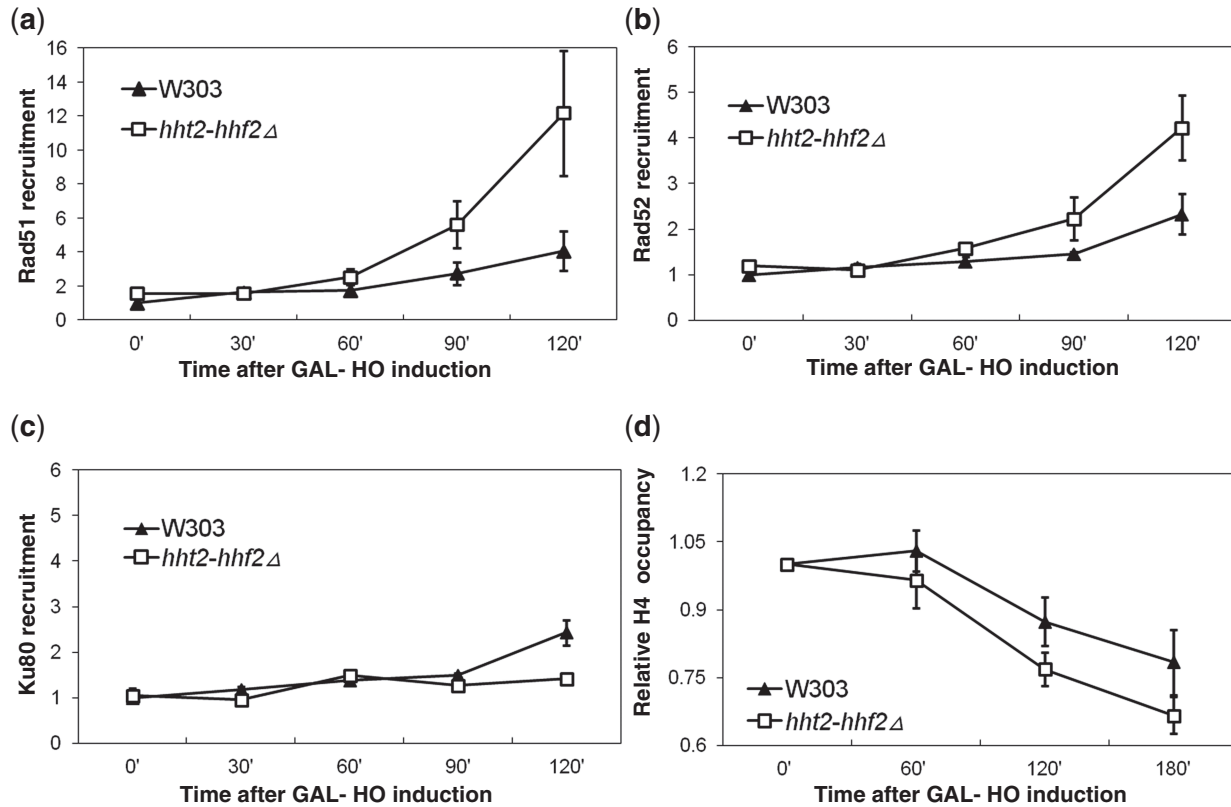 (a)
Rad51 recruitment
16
14
12
10
8
6
4
2
0
W303
hht2-hhf2Δ
0' 30' 60' 90' 120'
Time after GAL- HO induction
(b)
Rad52 recruitment
6
5
4
3
2
1
0
W303
hht2-hhf2Δ
0' 30' 60' 90' 120'
Time after GAL- HO induction
(c)
Ku80 recruitment
6
5
4
3
2
1
0
W303
hht2-hhf2Δ
0' 30' 60' 90' 120'
Time after GAL- HO induction
(d)
Relative H4 occupancy
1.2
1.05
0.9
0.75
0.6
W303
hht2-hhf2Δ
0' 60' 120' 180'
Time after GAL- HO induction